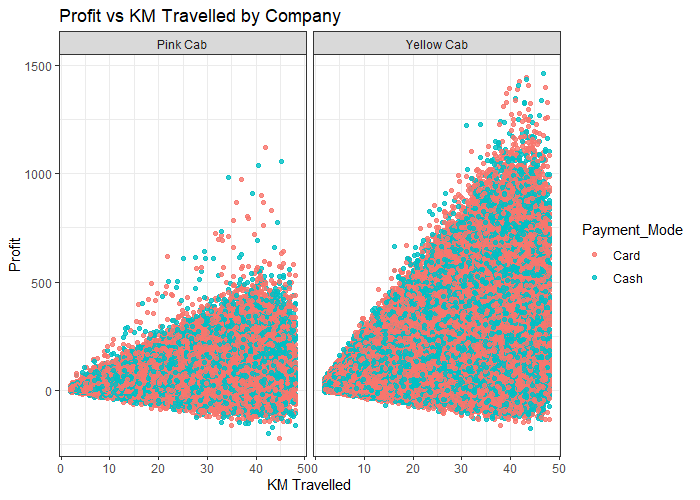 Profit vs KM Travelled by Company
Pink Cab
Yellow Cab
1500
1000
500
0
Profit
0 10 20 30 40 50
0 10 20 30 40 50
KM Travelled
Payment_Mode
Card
Cash